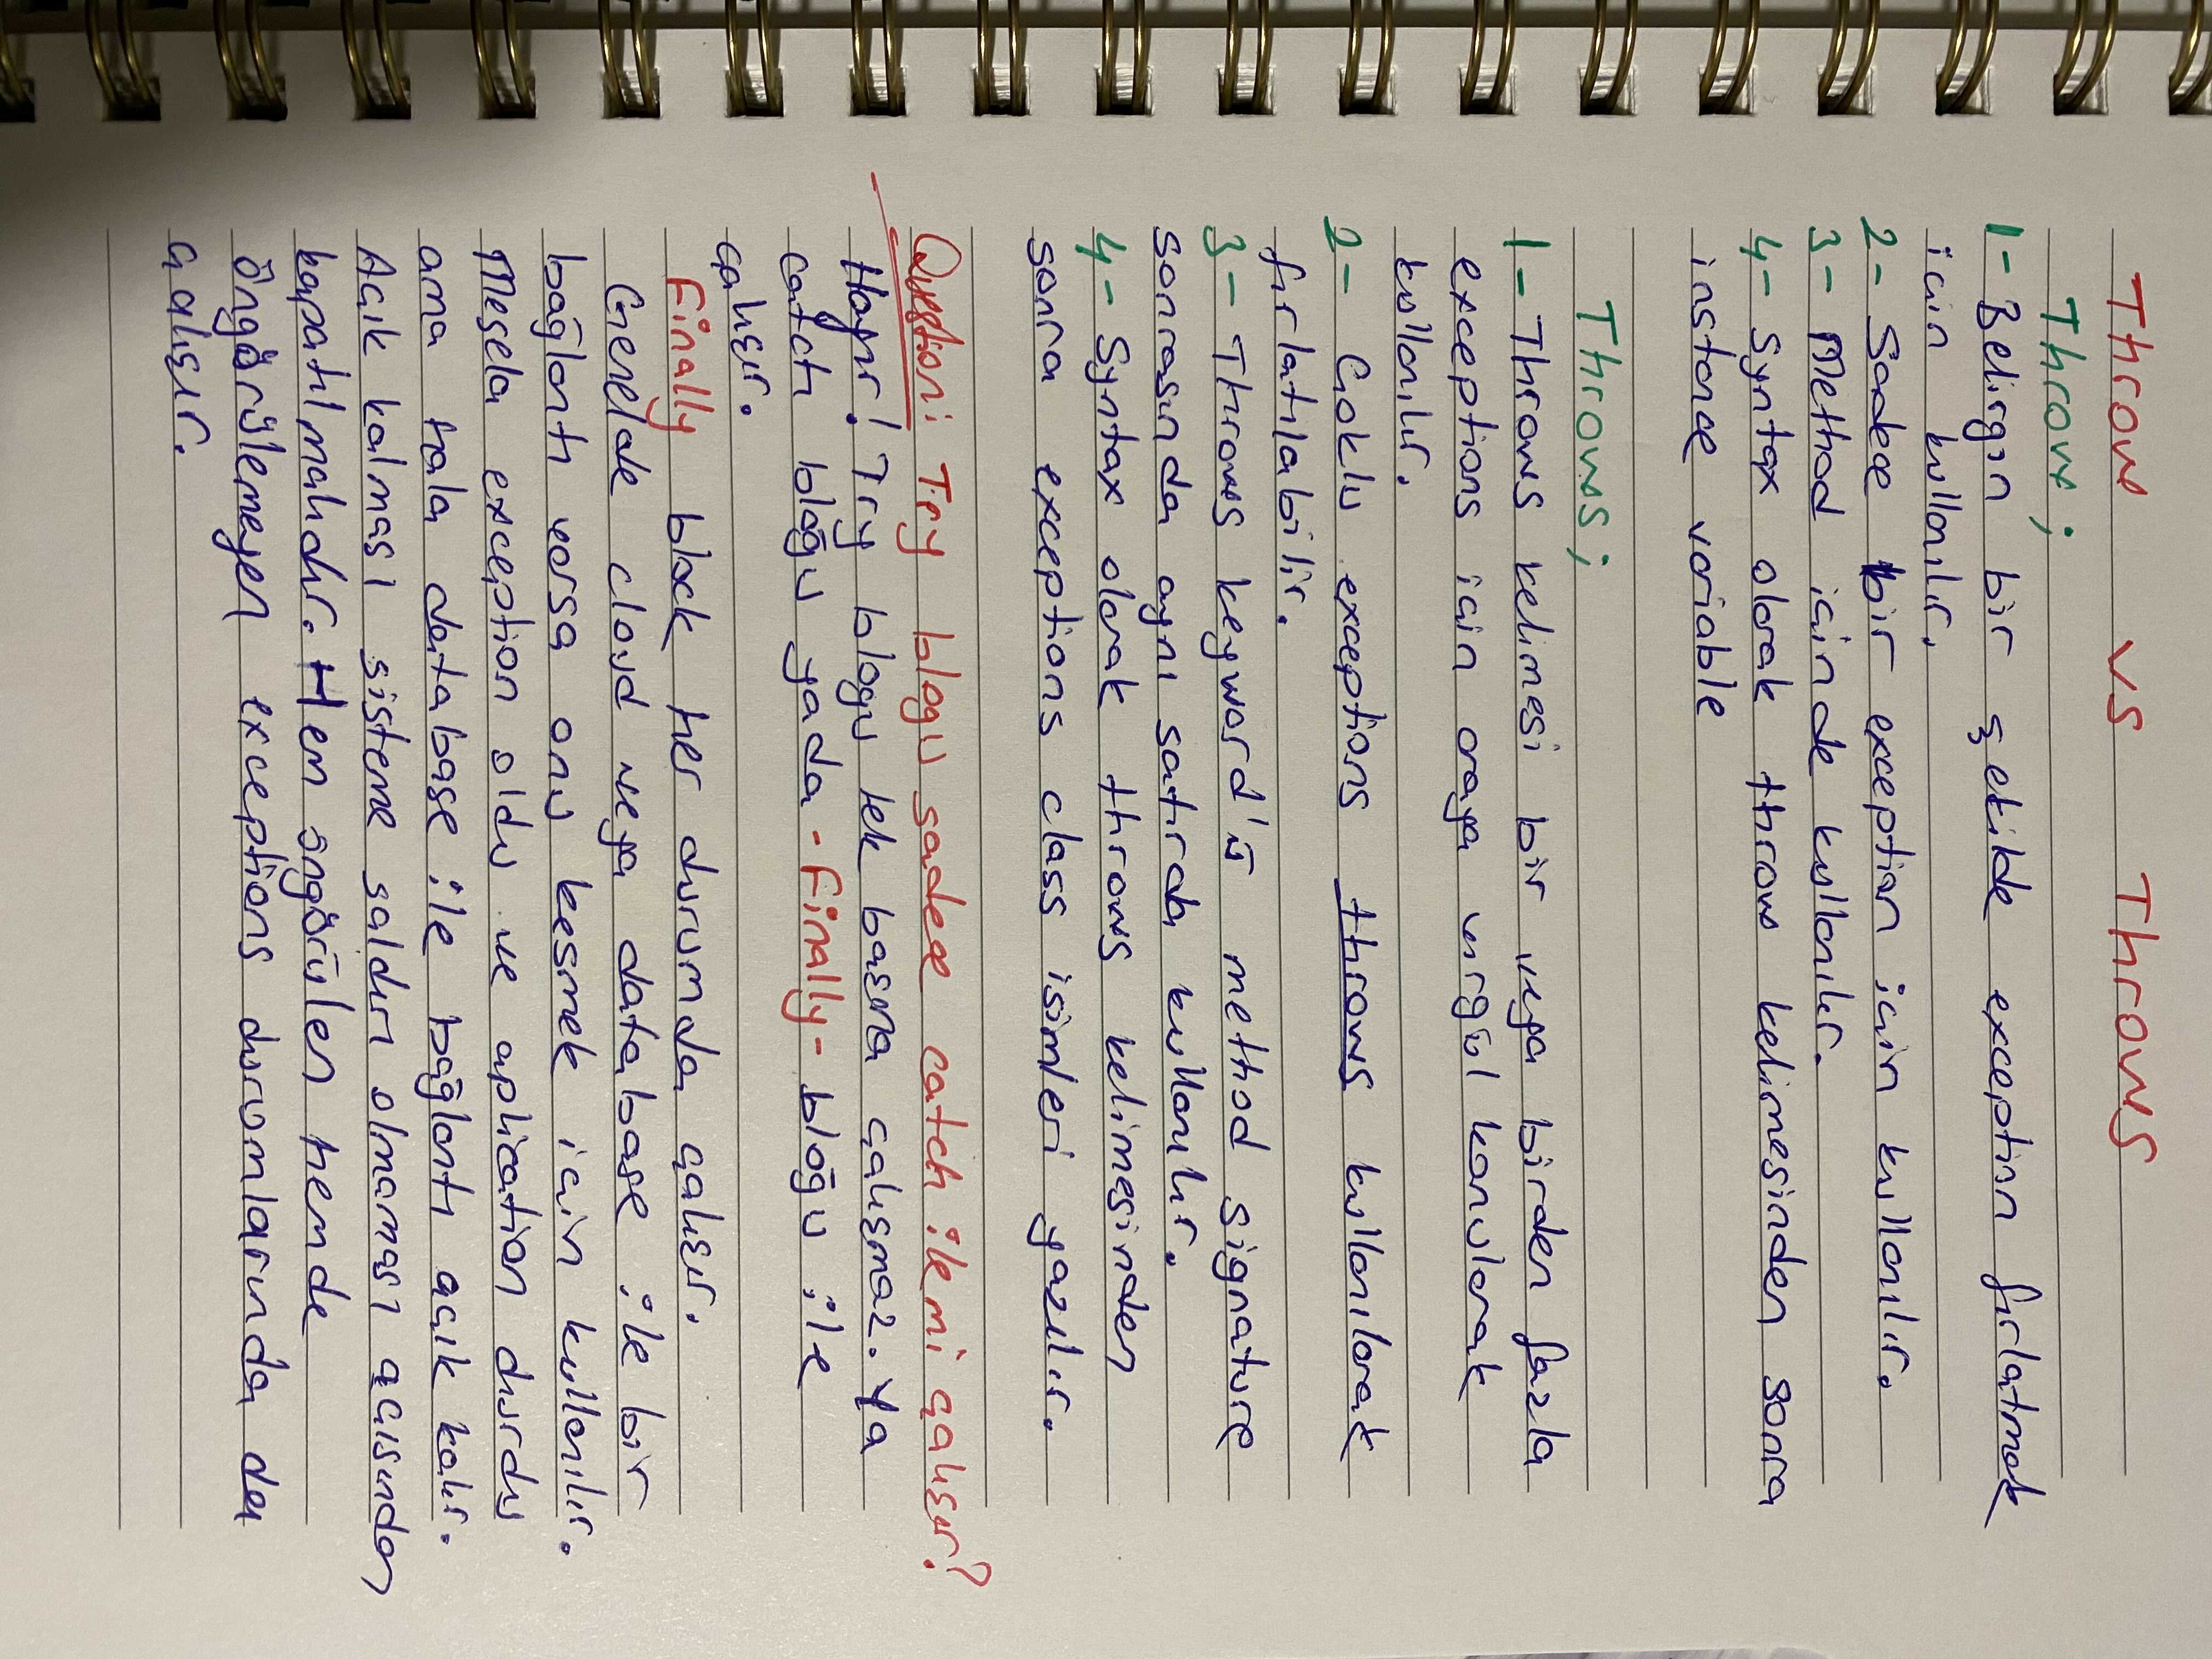 Throw vs Throws
Throw;
1- Belirgin bir şekilde exception fırlatmak
için kullanılır.
2- Sadece bir exception için kullanılır.
3- Method içinde kullanılır.
4- Syntax olarak throw kelimesinden sonra
instance variable
Throws;
1- Throws kelimesi bir veya birden fazla
exceptions için araya virgül konularak
kullanılır.
2- Çoklu exceptions throws kullanılarak
fırlatılabilir.
3- Throws keyword'ü method signature
sonrasında aynı satırda kullanılır.
4- Syntax olarak throws kelimesinden
sonra exceptions class isimleri yazılır.
Question: Try blogu sadece catch ile mi çalışır?
Hayır! Try blogu tek başına çalışmaz. Ya
catch bloğu yada -Finally- bloğu ile
çalışır.
Finally block her durumda çalışır.
Genelde cloud veya database ile bir
bağlantı varsa onu kesmek için kullanılır.
Mesela exception oldu ve aplication durdu
ama hala database ile bağlantı açık kalır.
Açık kalması sisteme saldırı olmaması açısından
kapatılmalıdır. Hem öngörülen hemde
öngörülemeyen exceptions durumlarında da
çalışır.